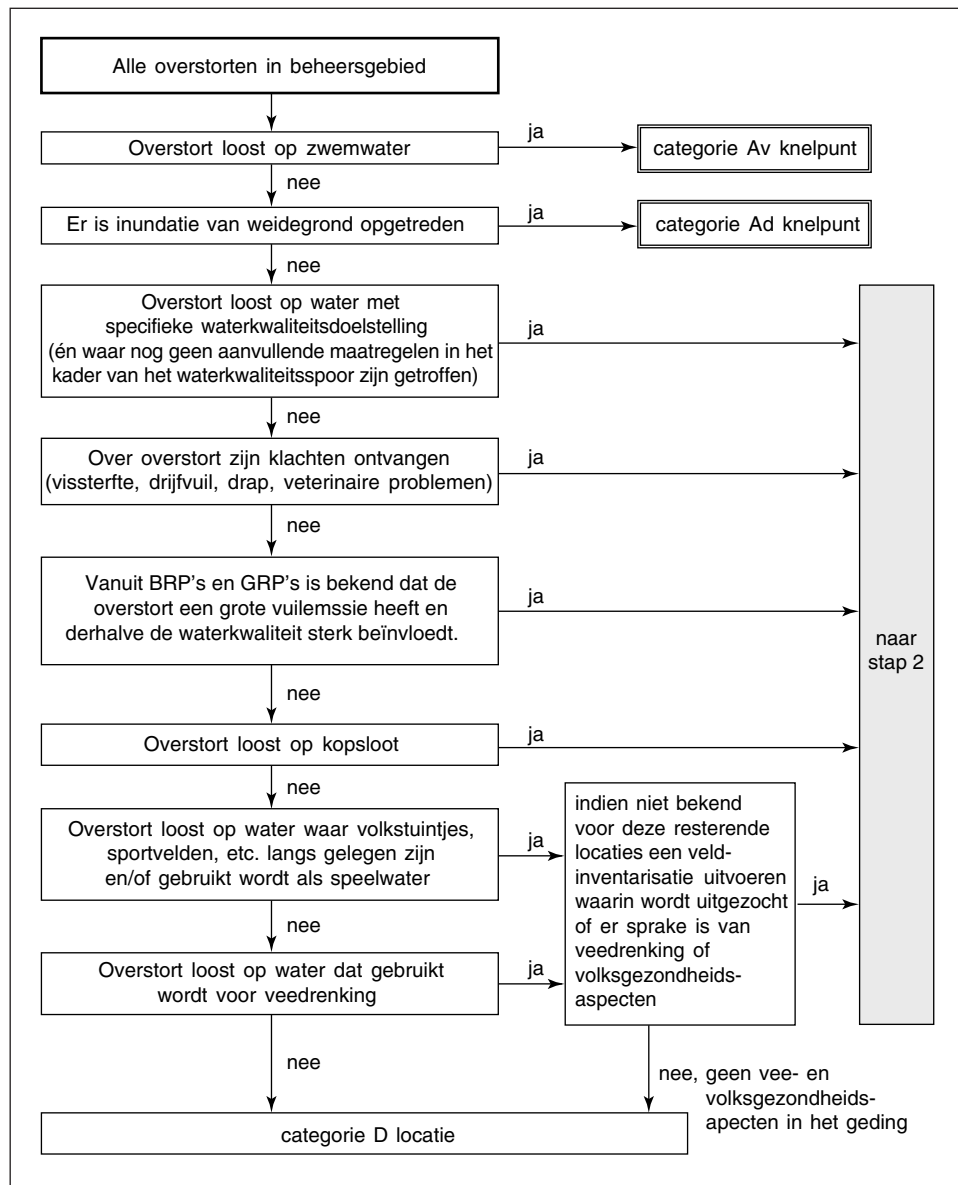 Alle overstorten in beheersgebied
Overstort loost op zwemwater
ja
categorie Av knelpunt
nee
Er is inundatie van weidegrond opgetreden
ja
categorie Ad knelpunt
nee
Overstort loost op water met
specifieke waterkwaliteitsdoelstelling
(én waar nog geen aanvullende maatregelen in het
kader van het waterkwaliteitsspoor zijn getroffen)
ja
nee
Over overstort zijn klachten ontvangen
(vissterfte, drijfvuil, drap, veterinaire problemen)
ja
nee
Vanuit BRP's en GRP's is bekend dat de
overstort een grote vuilemssie heeft en
derhalve de waterkwaliteit sterk beïnvloedt.
ja
naar
stap 2
nee
Overstort loost op kopsloot
ja
nee
Overstort loost op water waar volkstuintjes,
sportvelden, etc. langs gelegen zijn
en/of gebruikt wordt als speelwater
ja
indien niet bekend
voor deze resterende
locaties een veld-
inventarisatie uitvoeren
waarin wordt uitgezocht
of er sprake is van
veedrenking of
volksgezondheids-
aspecten
ja
nee
Overstort loost op water dat gebruikt
wordt voor veedrenking
ja
nee
nee, geen vee- en
volksgezondheids-
apecten in het geding
categorie D locatie